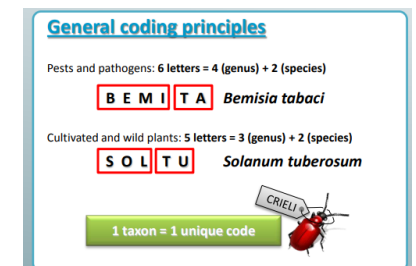 General coding principles
Pests and pathogens: 6 letters = 4 (genus) + 2 (species)
B E M I T A Bemisia tabaci
Cultivated and wild plants: 5 letters = 3 (genus) + 2 (species)
S O L T U Solanum tuberosum
CRIELI
1 taxon = 1 unique code